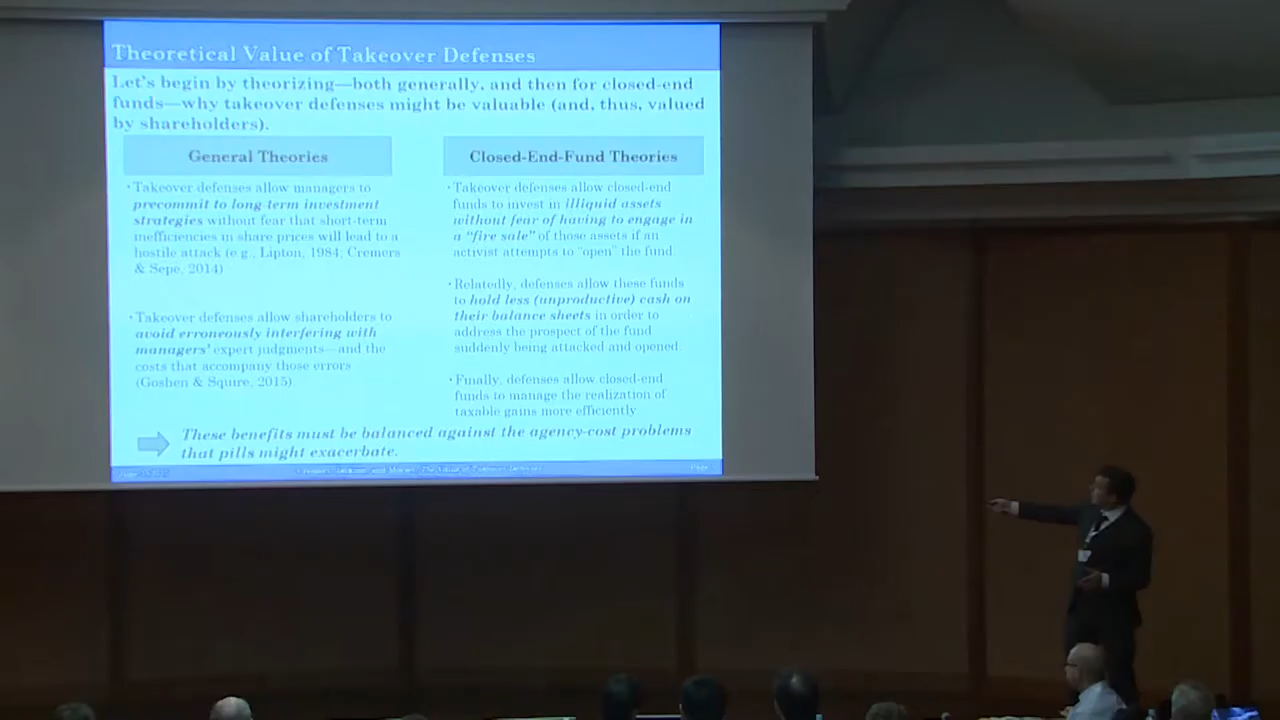 Theoretical Value of Takeover Defenses
Let's begin by theorizing—both generally, and then for closed-end
funds—why takeover defenses might be valuable (and, thus, valued
by shareholders).
General Theories
• Takeover defenses allow managers to
precommit to long-term investment
strategies without fear that short-term
inefficiencies in share prices will lead to a
hostile attack (e.g., Lipton, 1984; Cremers
& Sepe, 2014)
• Takeover defenses allow shareholders to
avoid erroneously interfering with
managers' expert judgments—and the
costs that accompany those errors
(Goshen & Squire, 2015)
Closed-End-Fund Theories
• Takeover defenses allow closed-end
funds to invest in illiquid assets
without fear of having to engage in
a "fire sale" of those assets if an
activist attempts to "open" the fund
• Relatedly, defenses allow these funds
to hold less (unproductive) cash on
their balance sheets in order to
address the prospect of the fund
suddenly being attacked and opened.
• Finally, defenses allow closed-end
funds to manage the realization of
taxable gains more efficiently.
These benefits must be balanced against the agency-cost problems
that pills might exacerbate.
The Value of Takeover Defenses
Page